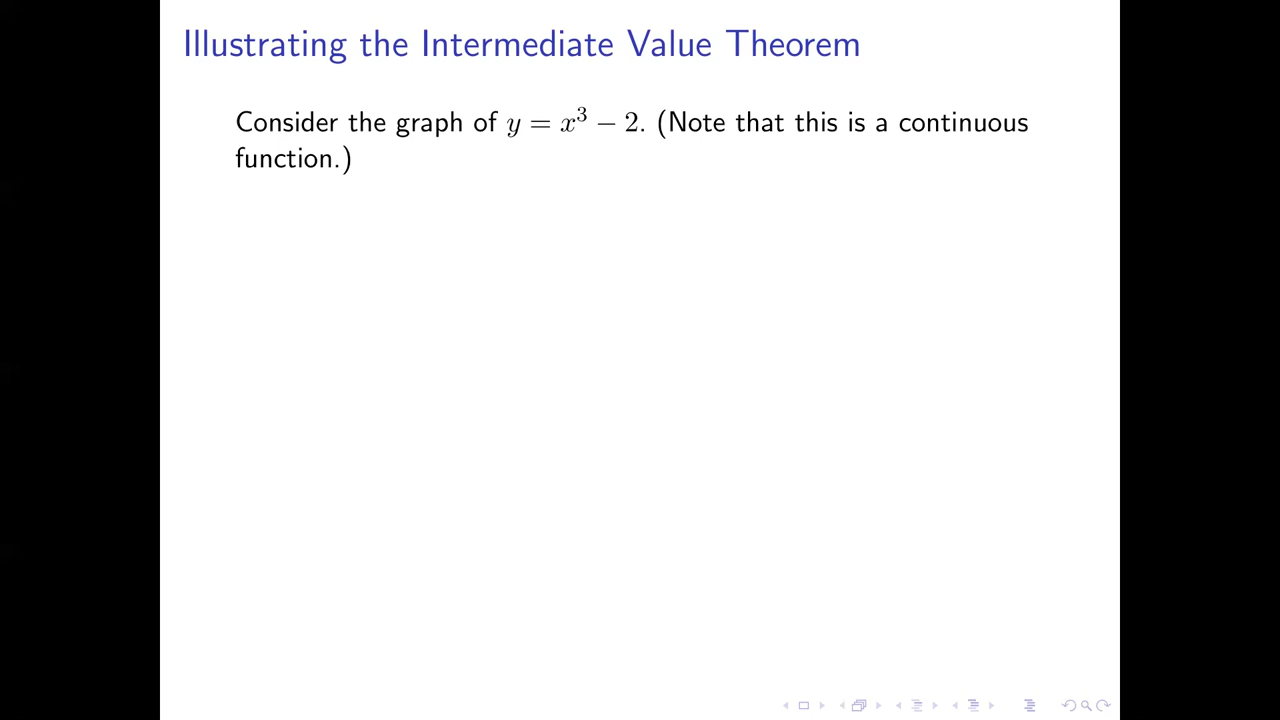 Illustrating the Intermediate Value Theorem
Consider the graph of y = x³ − 2. (Note that this is a continuous
function.)